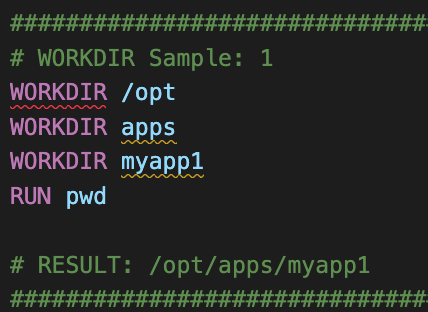 ###############################
# WORKDIR Sample: 1
WORKDIR /opt
WORKDIR apps
WORKDIR myapp1
RUN pwd
# RESULT: /opt/apps/myapp1
###############################